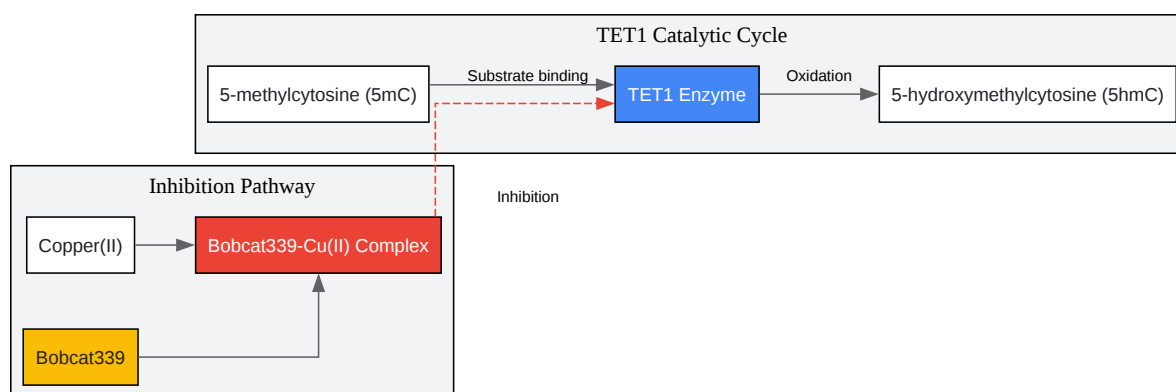 TET1 Catalytic Cycle
5-methylcytosine (5mC)
Substrate binding
TET1 Enzyme
Oxidation
5-hydroxymethylcytosine (5hmC)
Inhibition Pathway
Inhibition
Copper(II)
Bobcat339-Cu(II) Complex
Bobcat339